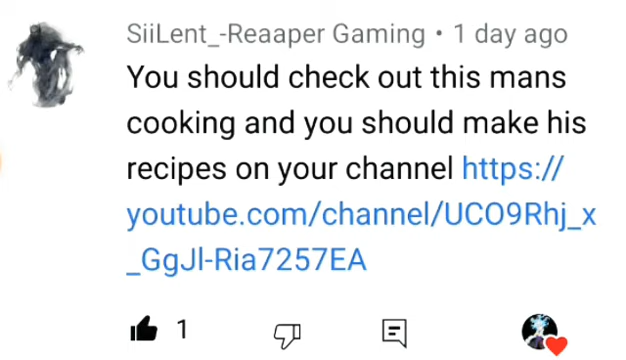 SiiLent_-Reaaper Gaming • 1 day ago
You should check out this mans
cooking and you should make his
recipes on your channel https://
youtube.com/channel/UCO9Rhj_x
_GgJl-Ria7257EA
1